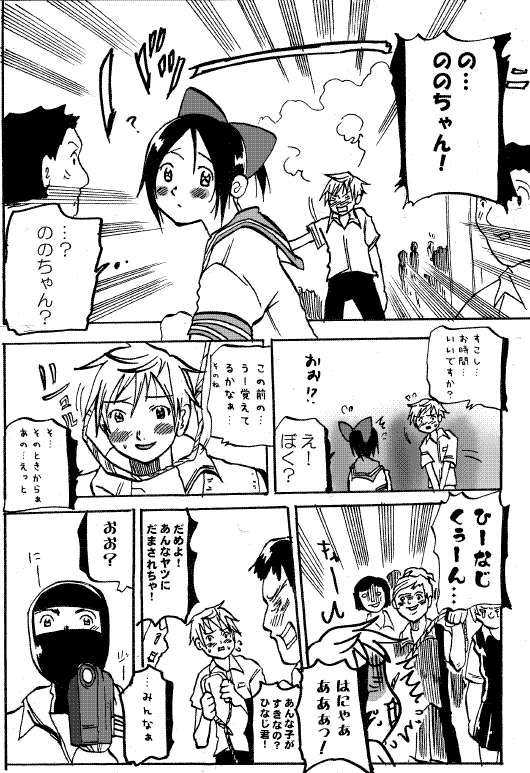 の…
ののちゃん！
…？
ののちゃん？
すこし…
お時間…
いいですか？
おお!?
え！
ぼく？
この前の…
うー覚えて
るかなぁ…
そのね
…そ
そのときからぁ
あの…えっと
ひーなじ
くぅーん…
はにゃあ
あああっ！
だめよ！
あんなヤツに
だまされちゃ！
あんな子が
すきなの？
ひなじ君！
…みんなぁ
おお？
に…